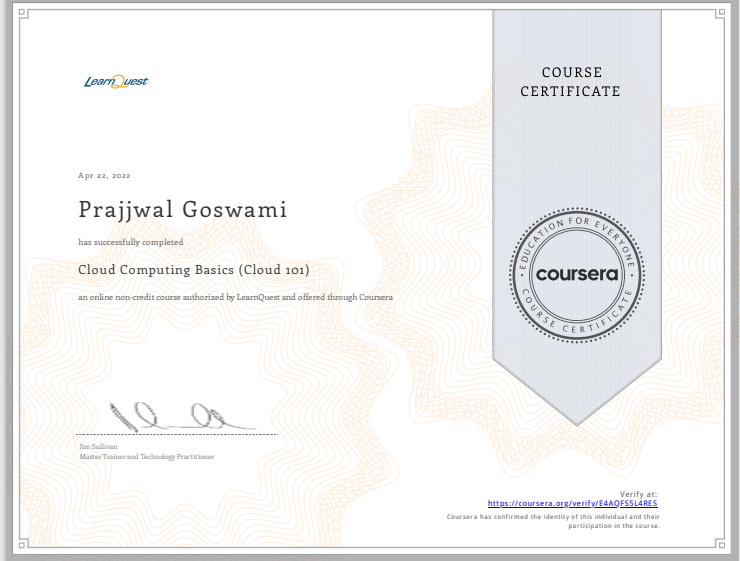 LearnQuest
COURSE
CERTIFICATE
Apr 22, 2022
Prajjwal Goswami
has successfully completed
Cloud Computing Basics (Cloud 101)
an online non-credit course authorized by LearnQuest and offered through Coursera
EDUCATION FOR EVERYONE
coursera
COURSE CERTIFICATE
Jim Sullivan
Master Trainer and Technology Practitioner
Verify at:
https://coursera.org/verify/E4AQFS5L4RES
Coursera has confirmed the identity of this individual and their
participation in the course.